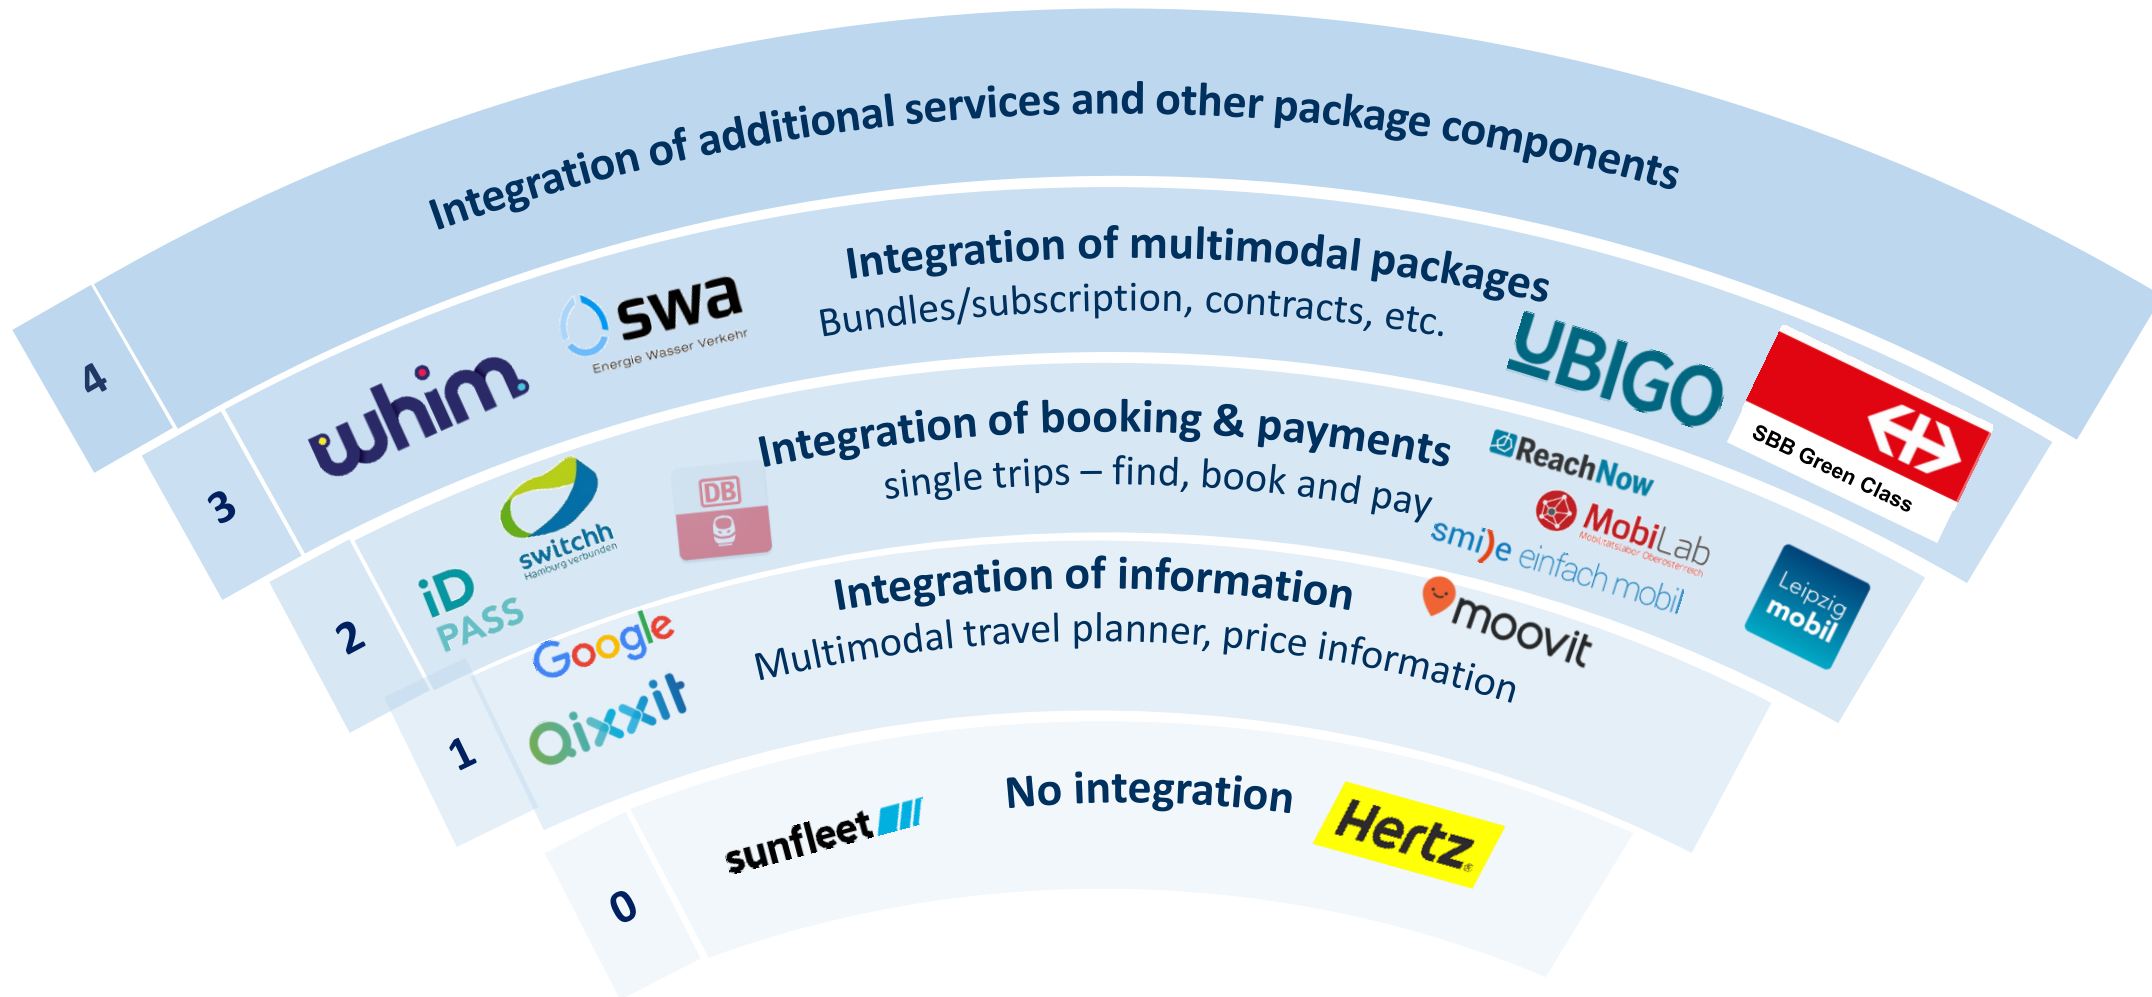 4
Integration of additional services and other package components
3
whim
swa
Energie Wasser Verkehr
Integration of multimodal packages
Bundles/subscription, contracts, etc.
UBIGO
SBB Green Class
2
iD
PASS
switchh
Hamburg verbunden
DB
Integration of booking & payments
single trips – find, book and pay
ReachNow
MobiLab
Mobilitätslabor Oberösterreich
smile einfach mobil
Leipzig
mobil
1
Google
Qixxit
Integration of information
Multimodal travel planner, price information
moovit
0
sunfleet
No integration
Hertz